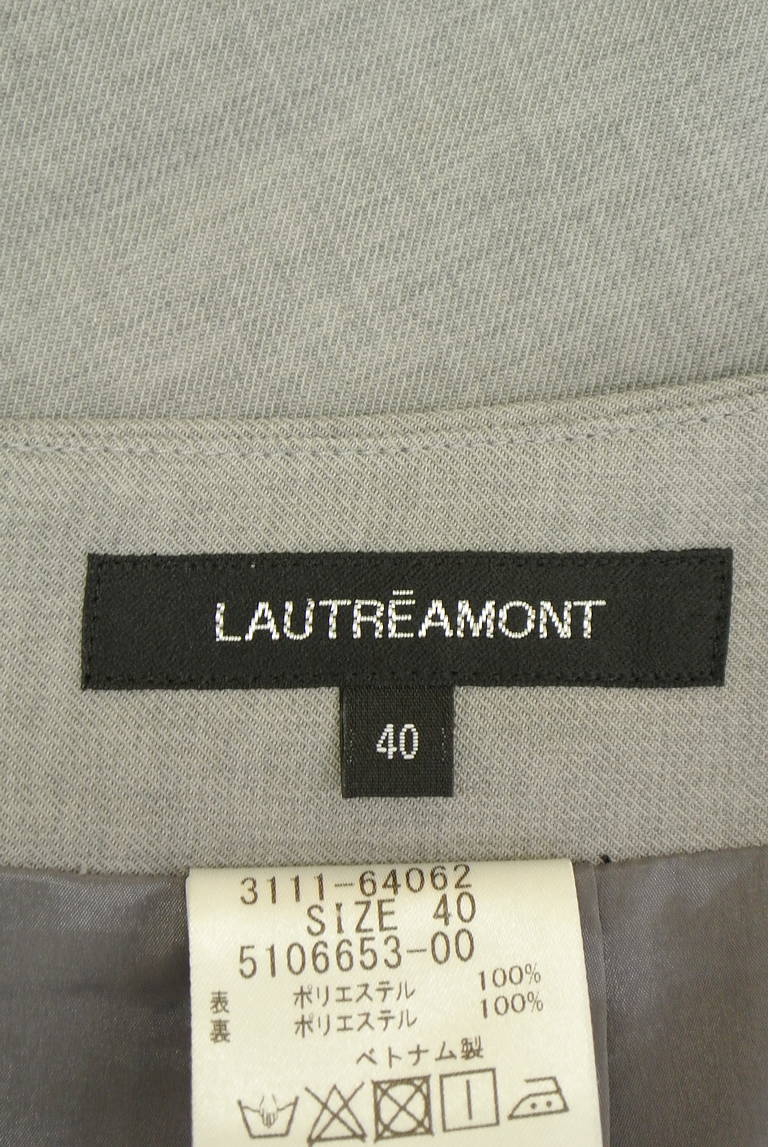 LAUTRĒAMONT
40
3111-64062
SIZE 40
5106653-00
表 ポリエステル 100%
裏 ポリエステル 100%
ベトナム製